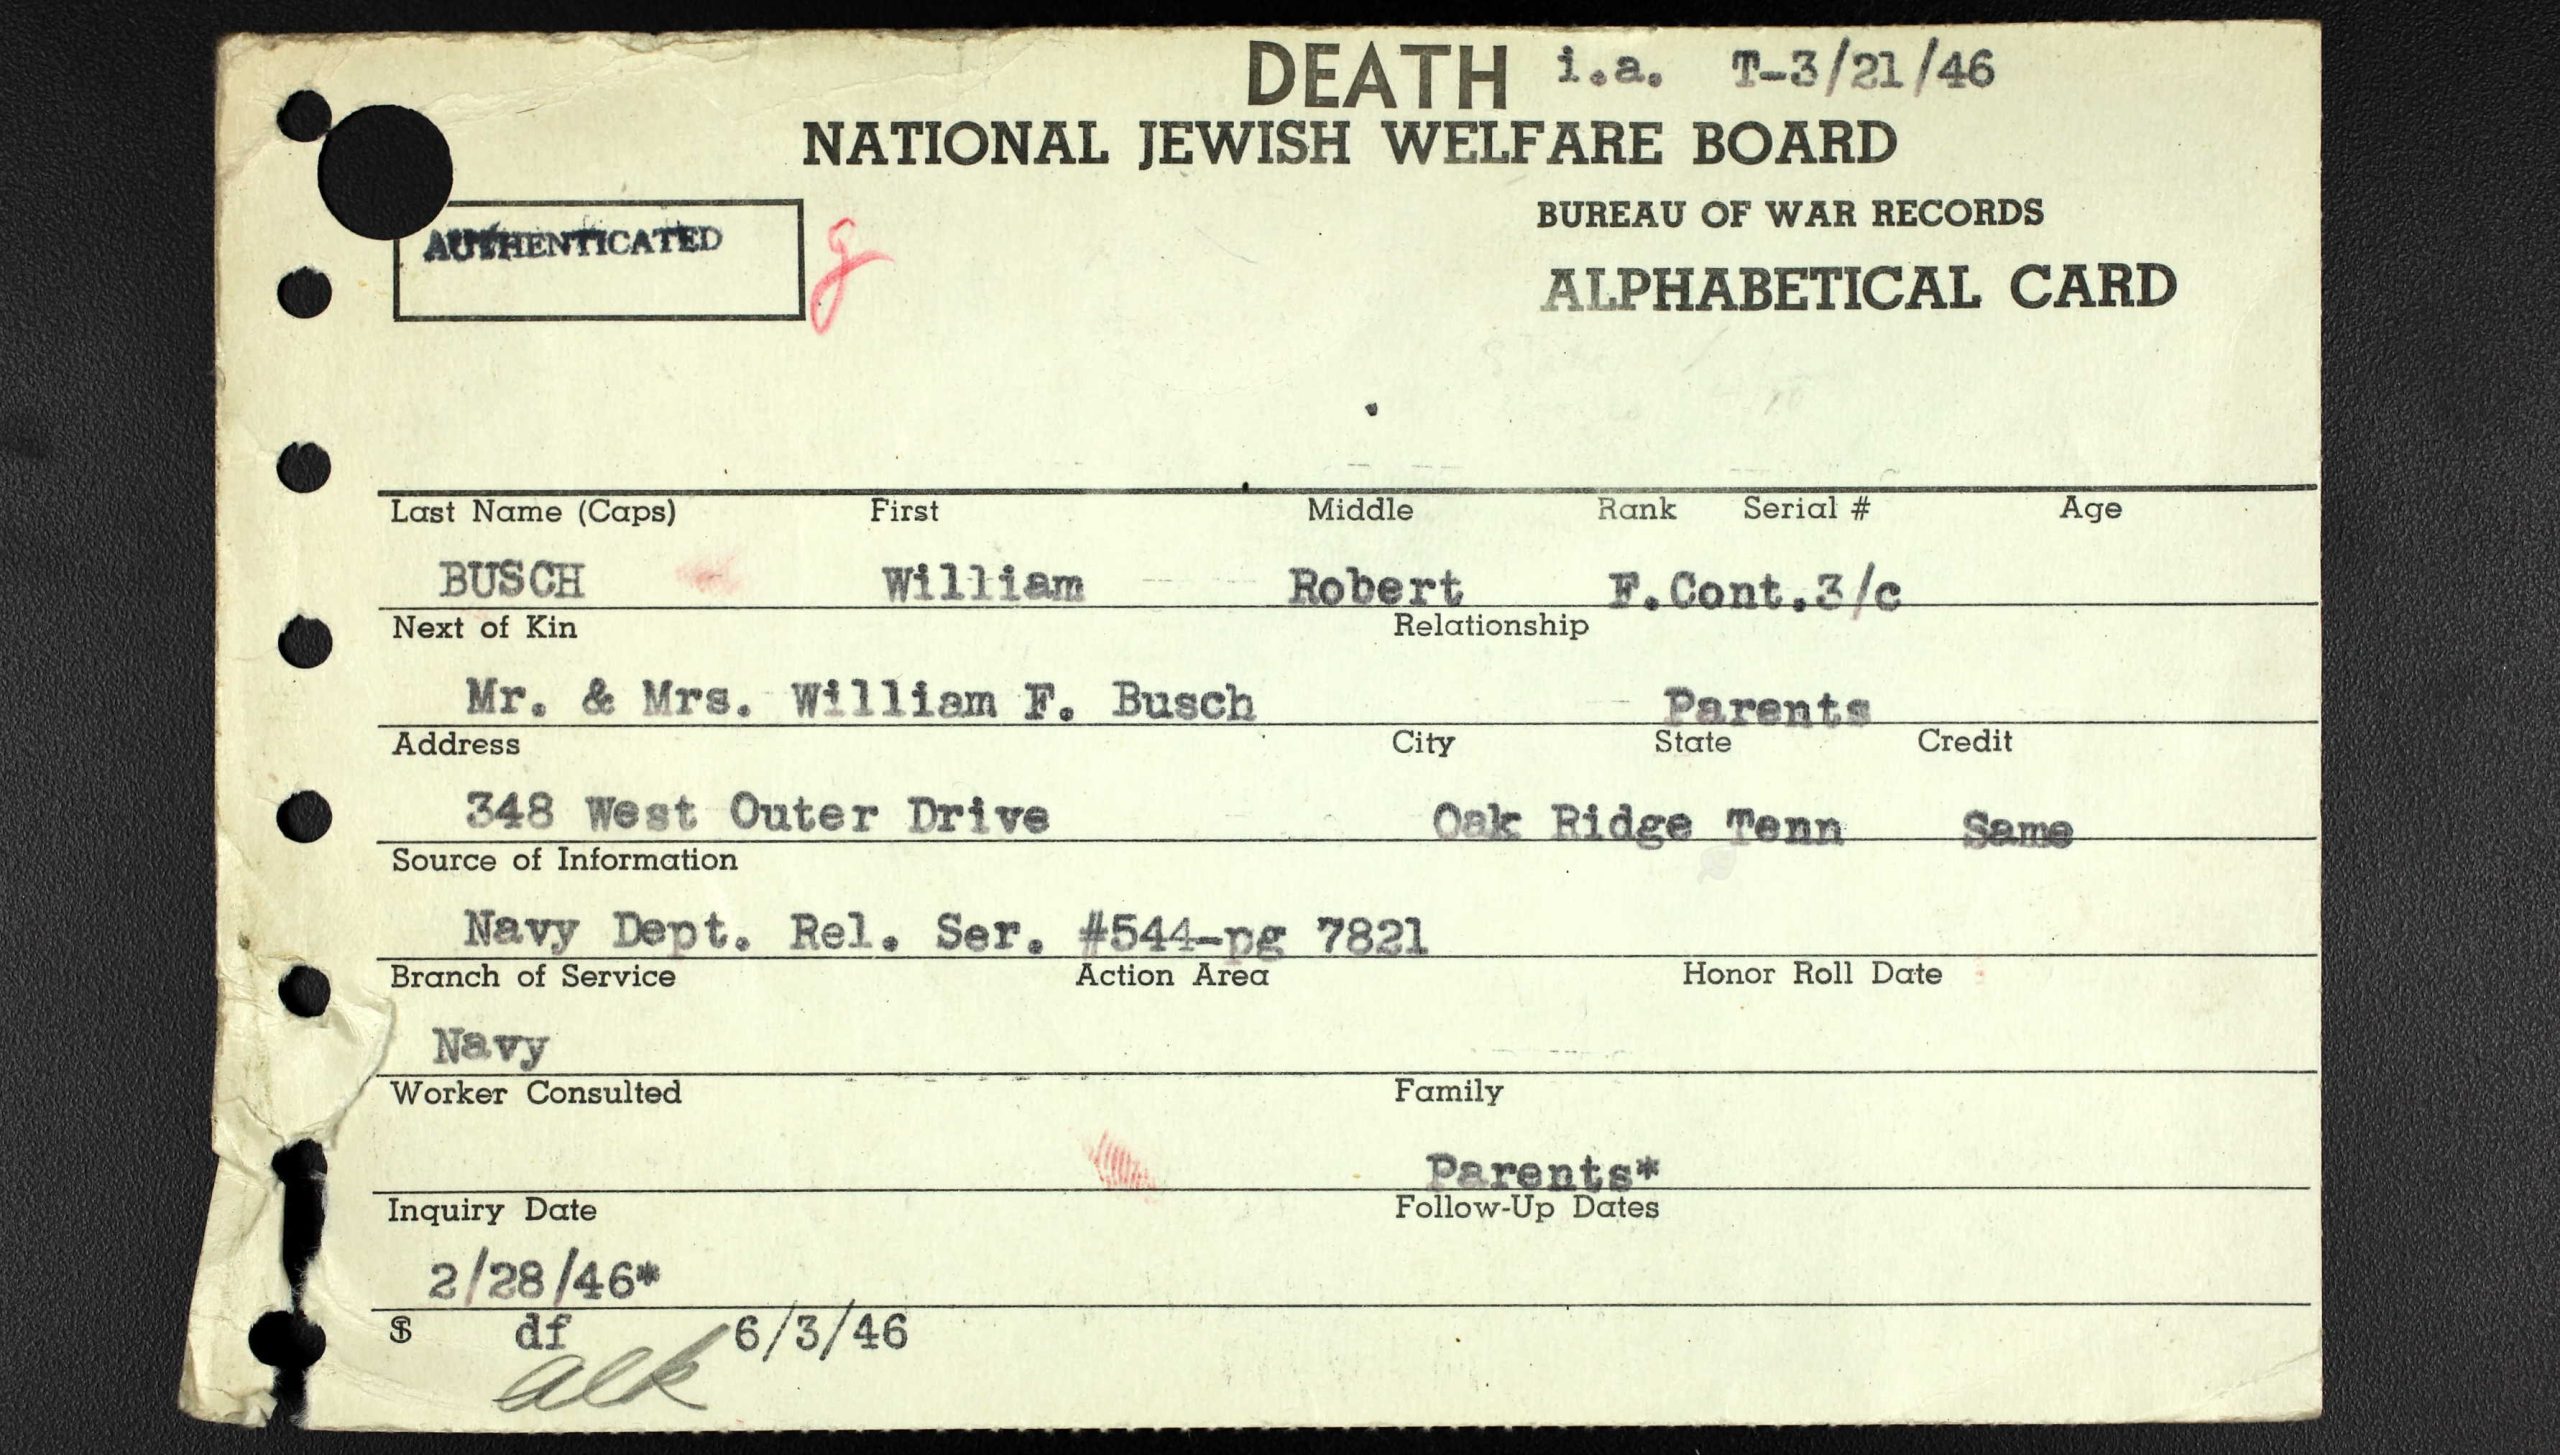 DEATH i.a. T-3/21/46
NATIONAL JEWISH WELFARE BOARD
BUREAU OF WAR RECORDS
AUTHENTICATED g
ALPHABETICAL CARD
Last Name (Caps) First Middle Rank Serial # Age
BUSCH William Robert F.Cont.3/c
Next of Kin Relationship
Mr. & Mrs. William F. Busch Parents
Address City State Credit
348 West Outer Drive Oak Ridge Tenn Same
Source of Information
Navy Dept. Rel. Ser. #544-pg 7821
Branch of Service Action Area Honor Roll Date
Navy
Worker Consulted Family
Parents*
Inquiry Date Follow-Up Dates
2/28/46*
df 6/3/46
alk